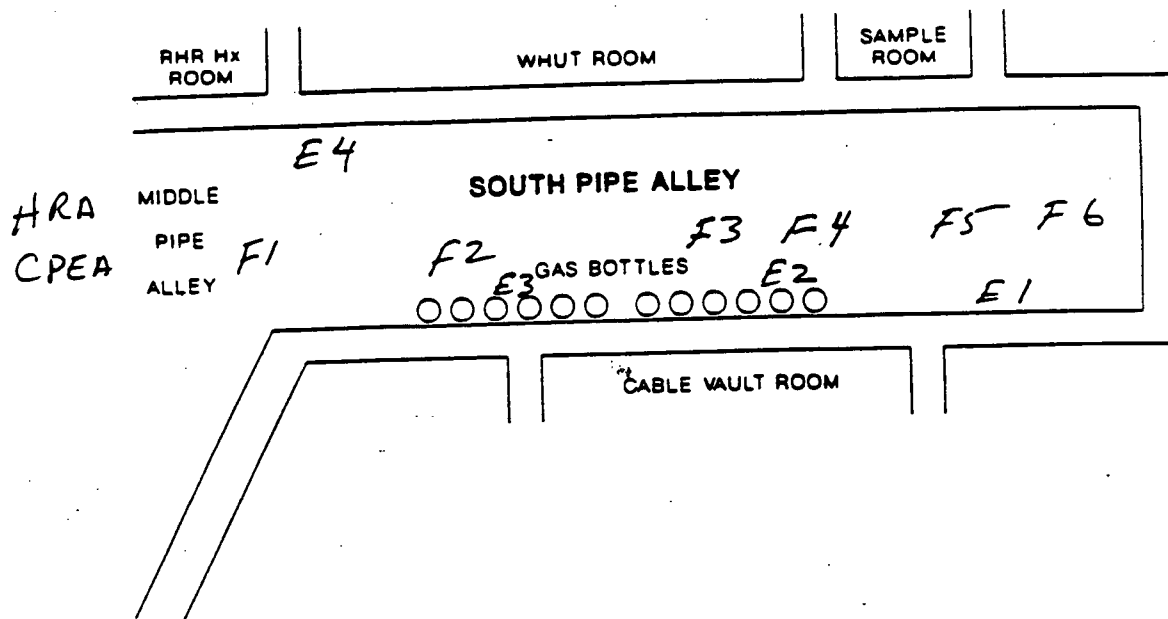 RHR Hx
ROOM
WHUT ROOM
SAMPLE
ROOM
E4
SOUTH PIPE ALLEY
HRA
CPEA
MIDDLE
PIPE
ALLEY
F1
F2
F3
F4
F5
F6
E3
GAS BOTTLES
E2
E1
CABLE VAULT ROOM